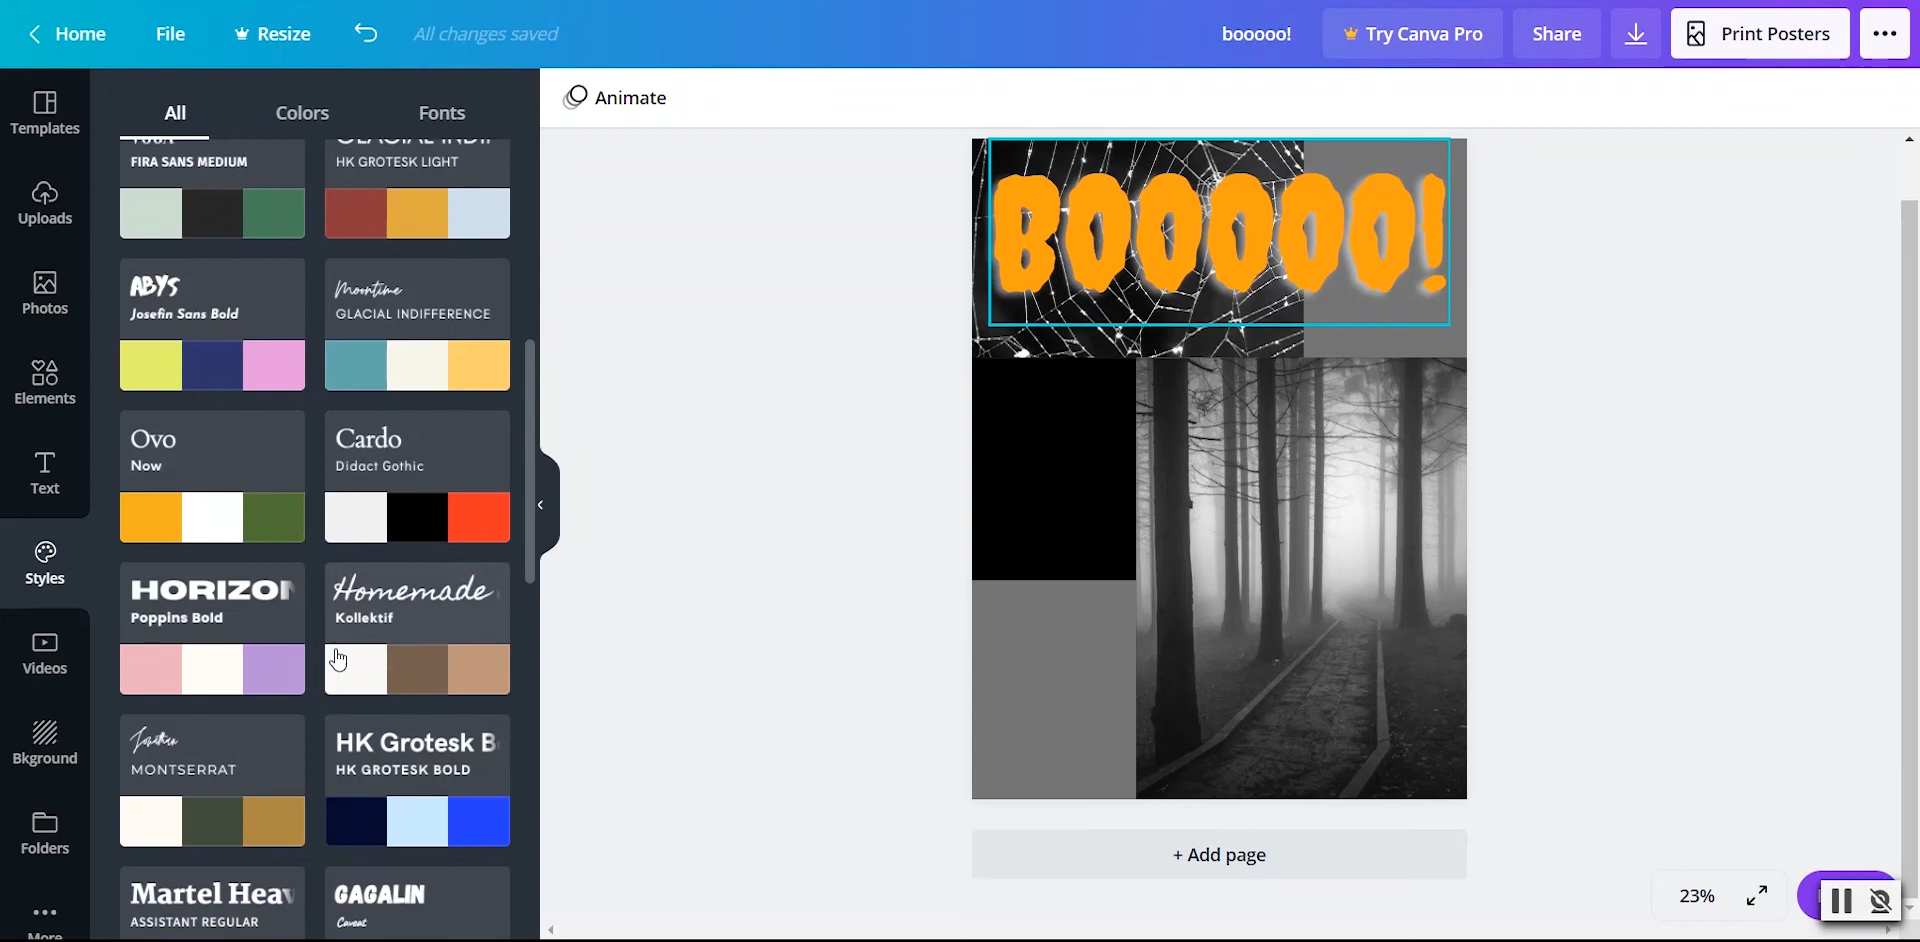 Home File Resize All changes saved booooo! Try Canva Pro Share Print Posters
Templates
Uploads
Photos
Elements
Text
Styles
Videos
Bkground
Folders
More
All Colors Fonts
FIRA SANS MEDIUM
HK GROTESK LIGHT
ABYS
Josefin Sans Bold
Moontime
GLACIAL INDIFFERENCE
Ovo
Now
Cardo
Didact Gothic
HORIZON
Poppins Bold
Homemade
Kollektif
Jonathan
MONTSERRAT
HK Grotesk B
HK GROTESK BOLD
Martel Heav
ASSISTANT REGULAR
GAGALIN
Caveat
Animate
BOOOOO!
+ Add page
23%